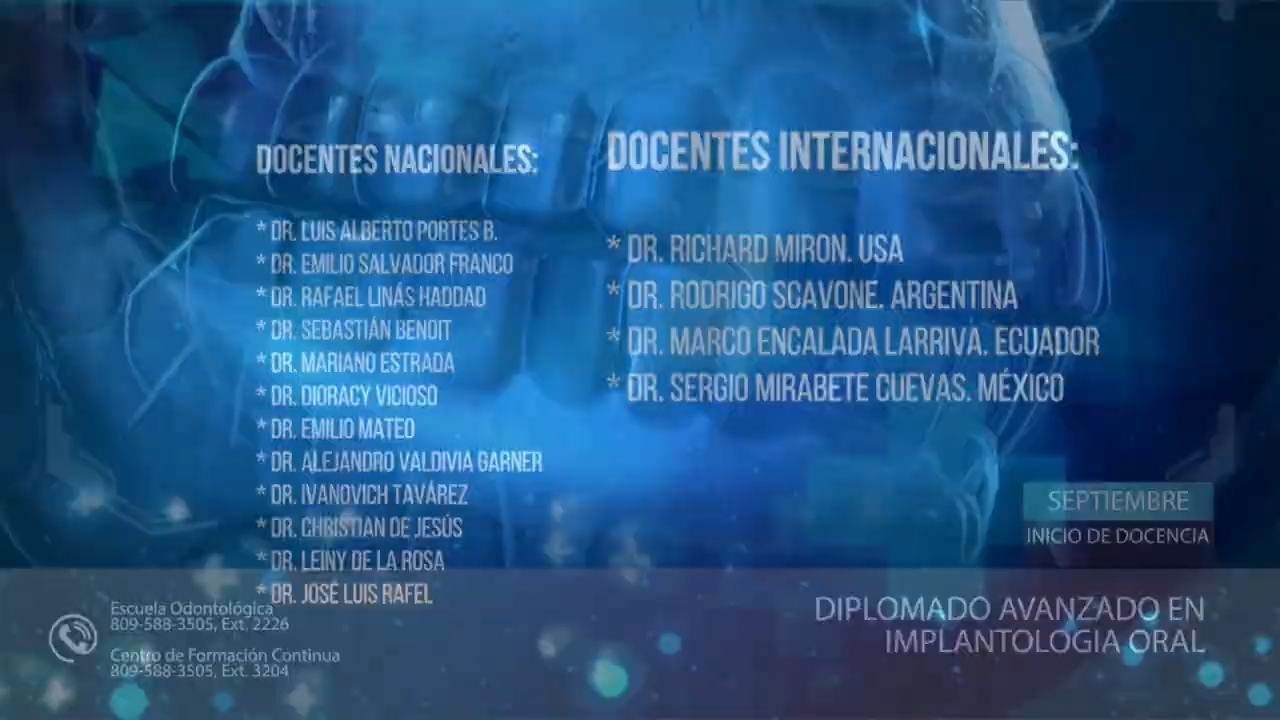 DOCENTES NACIONALES:
* DR. LUIS ALBERTO PORTES B.
* DR. EMILIO SALVADOR FRANCO
* DR. RAFAEL LINÁS HADDAD
* DR. SEBASTIÁN BENOIT
* DR. MARIANO ESTRADA
* DR. DIORACY VICIOSO
* DR. EMILIO MATEO
* DR. ALEJANDRO VALDIVIA GARNER
* DR. IVANOVICH TAVÁREZ
* DR. CHRISTIAN DE JESÚS
* DR. LEINY DE LA ROSA
* DR. JOSÉ LUIS RAFEL
DOCENTES INTERNACIONALES:
* DR. RICHARD MIRON. USA
* DR. RODRIGO SCAVONE. ARGENTINA
* DR. MARCO ENCALADA LARRIVA. ECUADOR
* DR. SERGIO MIRABETE CUEVAS. MÉXICO
SEPTIEMBRE
INICIO DE DOCENCIA
Escuela Odontológica
809-588-3505, Ext. 2226
Centro de Formación Continua
809-588-3505, Ext. 3204
DIPLOMADO AVANZADO EN
IMPLANTOLOGIA ORAL